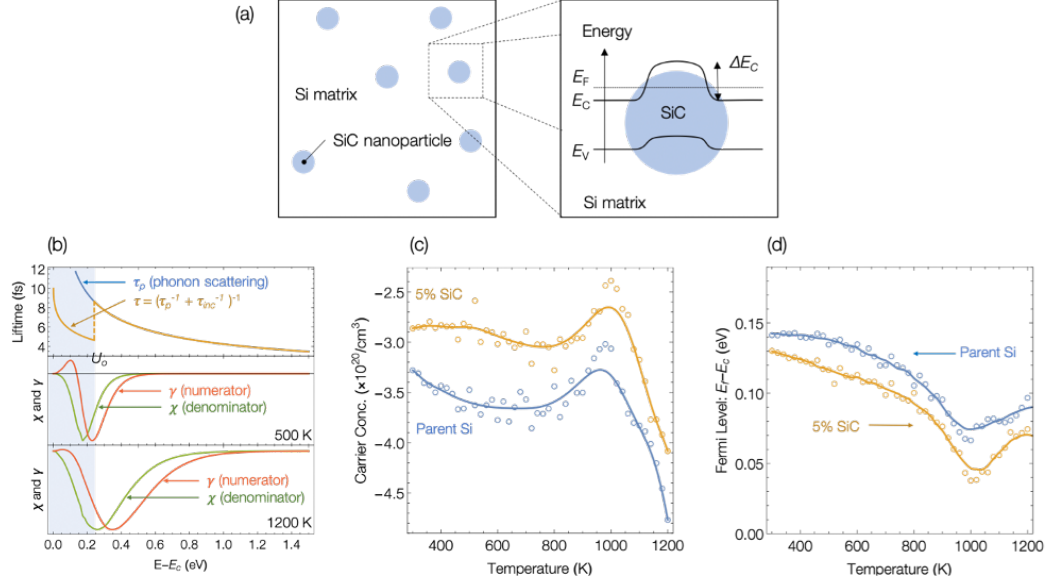 (a)
Si matrix
SiC nanoparticle
Energy
E_F
E_C
E_V
ΔE_C
SiC
Si matrix
(b)
Liftime (fs)
12
10
8
6
4
τ_p (phonon scattering)
τ = (τ_p^-1 + τ_inc^-1)^-1
U_o
χ and γ
γ (numerator)
χ (denominator)
500 K
χ and γ
γ (numerator)
χ (denominator)
1200 K
0.0 0.2 0.4 0.6 0.8 1.0 1.2 1.4
E–E_c (eV)
(c)
Carrier Conc. (×10^20/cm^3)
−2.5
−3.0
−3.5
−4.0
−4.5
5% SiC
Parent Si
400 600 800 1000 1200
Temperature (K)
(d)
Fermi Level: E_f–E_c (eV)
0.20
0.15
0.10
0.05
0.00
Parent Si
5% SiC
400 600 800 1000 1200
Temperature (K)